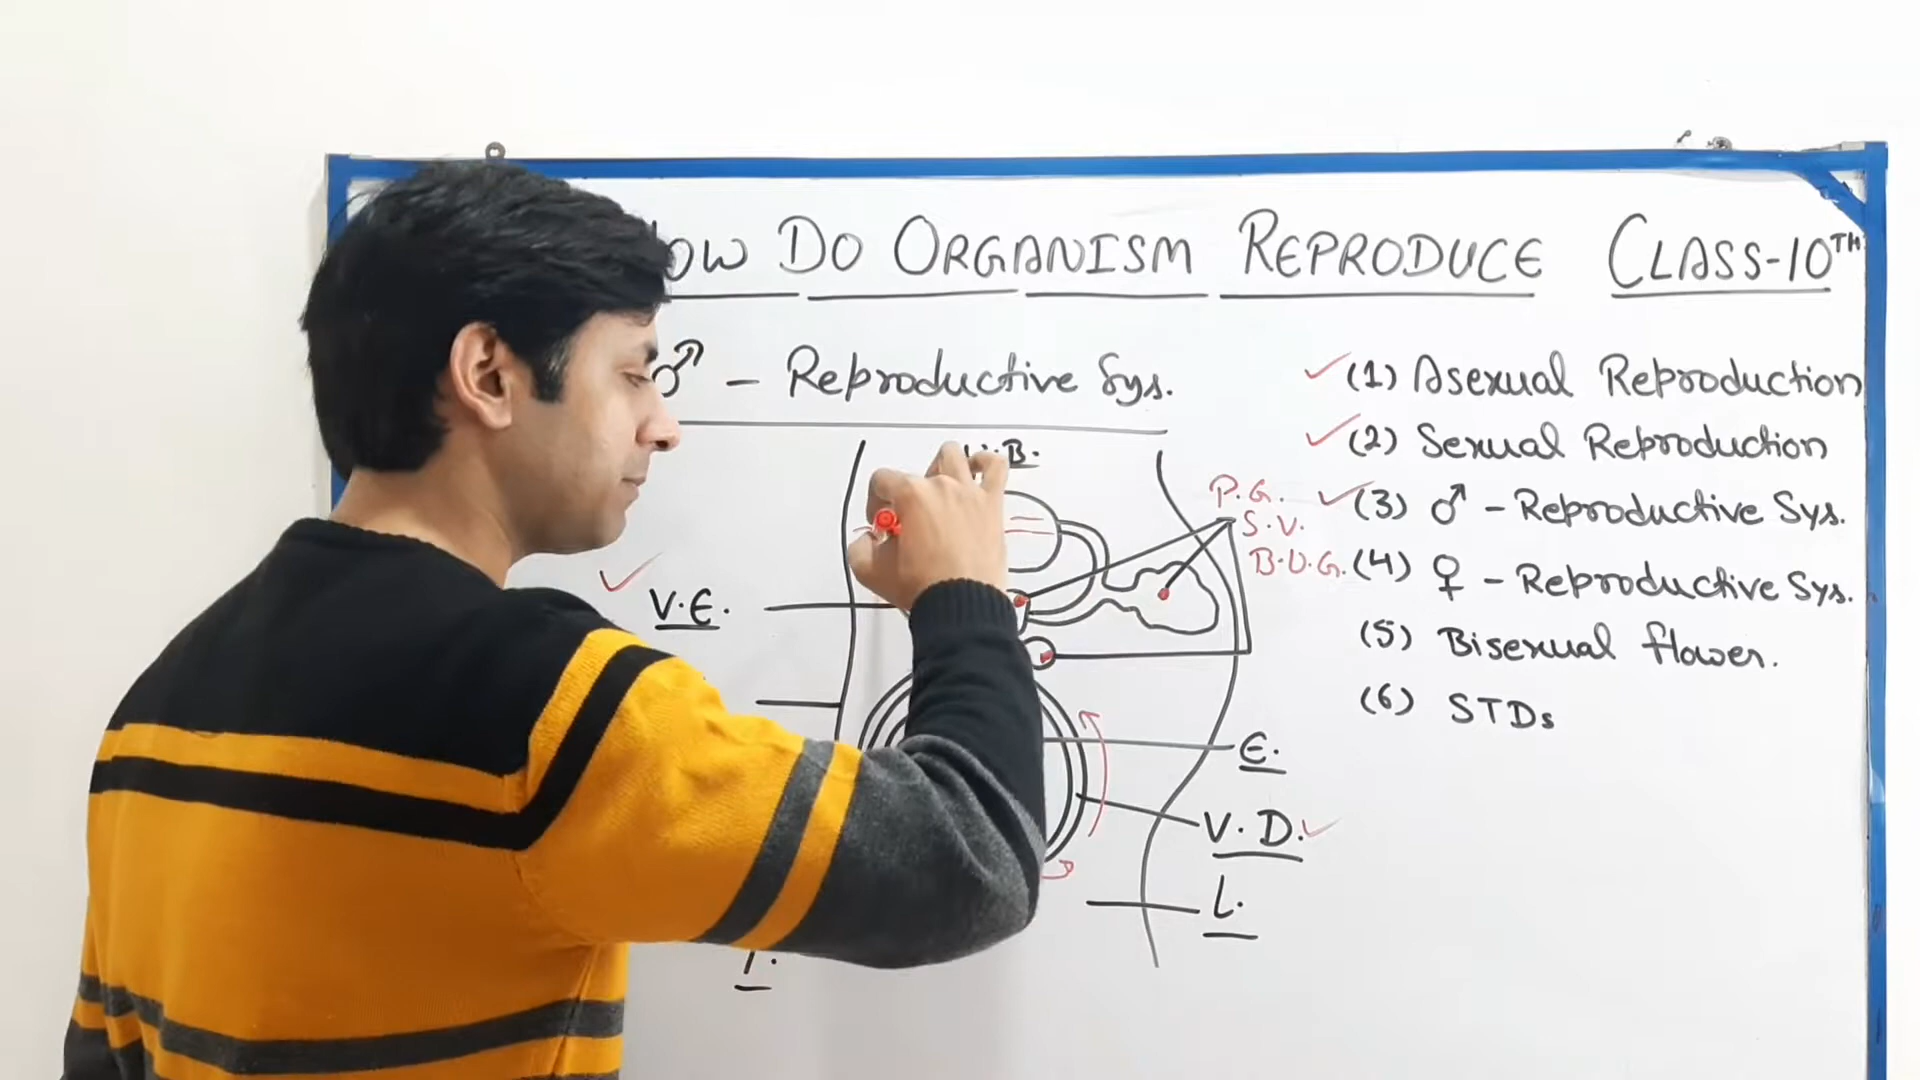 OW DO ORGANISM REPRODUCE CLASS-10TH
♂ - Reproductive Sys.
(1) Asexual Reproduction
(2) Sexual Reproduction
(3) ♂ - Reproductive Sys.
(4) ♀ - Reproductive Sys.
(5) Bisexual flower.
(6) STDs
B.
P.G.
S.V.
B.U.G.
V.E.
E.
V.D.
L.